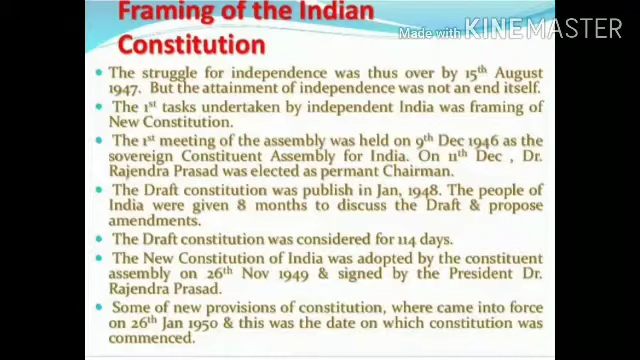 Framing of the Indian
Constitution
Made with KINEMASTER
• The struggle for independence was thus over by 15th August
1947. But the attainment of independence was not an end itself.
• The 1st tasks undertaken by independent India was framing of
New Constitution.
• The 1st meeting of the assembly was held on 9th Dec 1946 as the
sovereign Constituent Assembly for India. On 11th Dec , Dr.
Rajendra Prasad was elected as permant Chairman.
• The Draft constitution was publish in Jan, 1948. The people of
India were given 8 months to discuss the Draft & propose
amendments.
• The Draft constitution was considered for 114 days.
• The New Constitution of India was adopted by the constituent
assembly on 26th Nov 1949 & signed by the President Dr.
Rajendra Prasad.
• Some of new provisions of constitution, where came into force
on 26th Jan 1950 & this was the date on which constitution was
commenced.